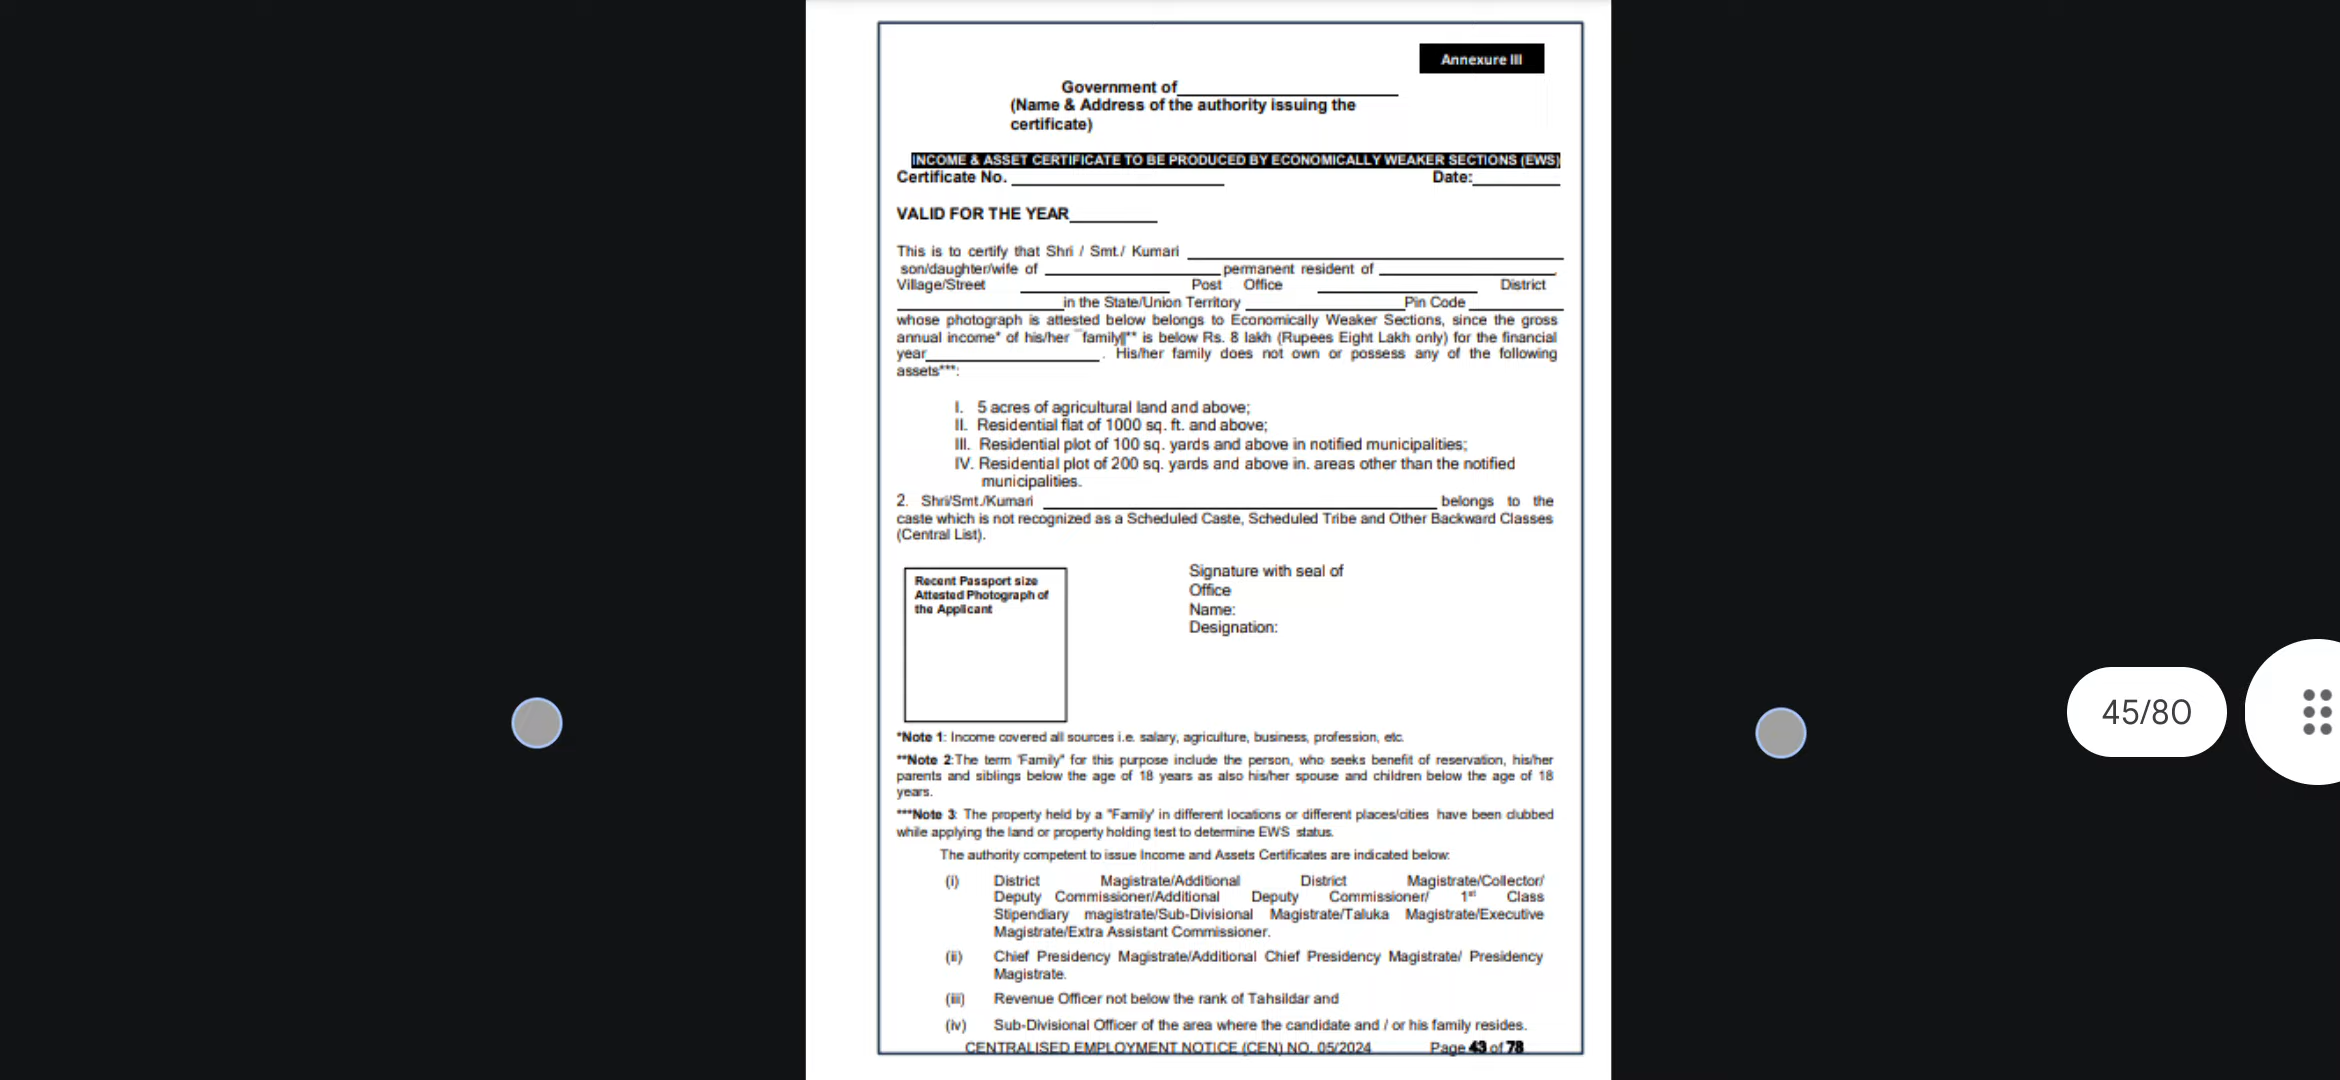 Annexure III
Government of
(Name & Address of the authority issuing the
certificate)
INCOME & ASSET CERTIFICATE TO BE PRODUCED BY ECONOMICALLY WEAKER SECTIONS (EWS)
Certificate No. Date:
VALID FOR THE YEAR
This is to certify that Shri / Smt./ Kumari
son/daughter/wife of permanent resident of ,
Village/Street Post Office District
in the State/Union Territory Pin Code
whose photograph is attested below belongs to Economically Weaker Sections, since the gross
annual income* of his/her ¯family‖** is below Rs. 8 lakh (Rupees Eight Lakh only) for the financial
year . His/her family does not own or possess any of the following
assets***:
I. 5 acres of agricultural land and above;
II. Residential flat of 1000 sq. ft. and above;
III. Residential plot of 100 sq. yards and above in notified municipalities;
IV. Residential plot of 200 sq. yards and above in. areas other than the notified
municipalities.
2. Shri/Smt./Kumari belongs to the
caste which is not recognized as a Scheduled Caste, Scheduled Tribe and Other Backward Classes
(Central List).
Recent Passport size
Attested Photograph of
the Applicant
Signature with seal of
Office
Name:
Designation:
*Note 1: Income covered all sources i.e. salary, agriculture, business, profession, etc.
**Note 2:The term 'Family" for this purpose include the person, who seeks benefit of reservation, his/her
parents and siblings below the age of 18 years as also his/her spouse and children below the age of 18
years.
***Note 3: The property held by a "Family' in different locations or different places/cities have been clubbed
while applying the land or property holding test to determine EWS status.
The authority competent to issue Income and Assets Certificates are indicated below:
(i) District Magistrate/Additional District Magistrate/Collector/
Deputy Commissioner/Additional Deputy Commissioner/ 1st Class
Stipendiary magistrate/Sub-Divisional Magistrate/Taluka Magistrate/Executive
Magistrate/Extra Assistant Commissioner.
(ii) Chief Presidency Magistrate/Additional Chief Presidency Magistrate/ Presidency
Magistrate.
(iii) Revenue Officer not below the rank of Tahsildar and
(iv) Sub-Divisional Officer of the area where the candidate and / or his family resides.
CENTRALISED EMPLOYMENT NOTICE (CEN) NO. 05/2024 Page 43 of 78
45/80